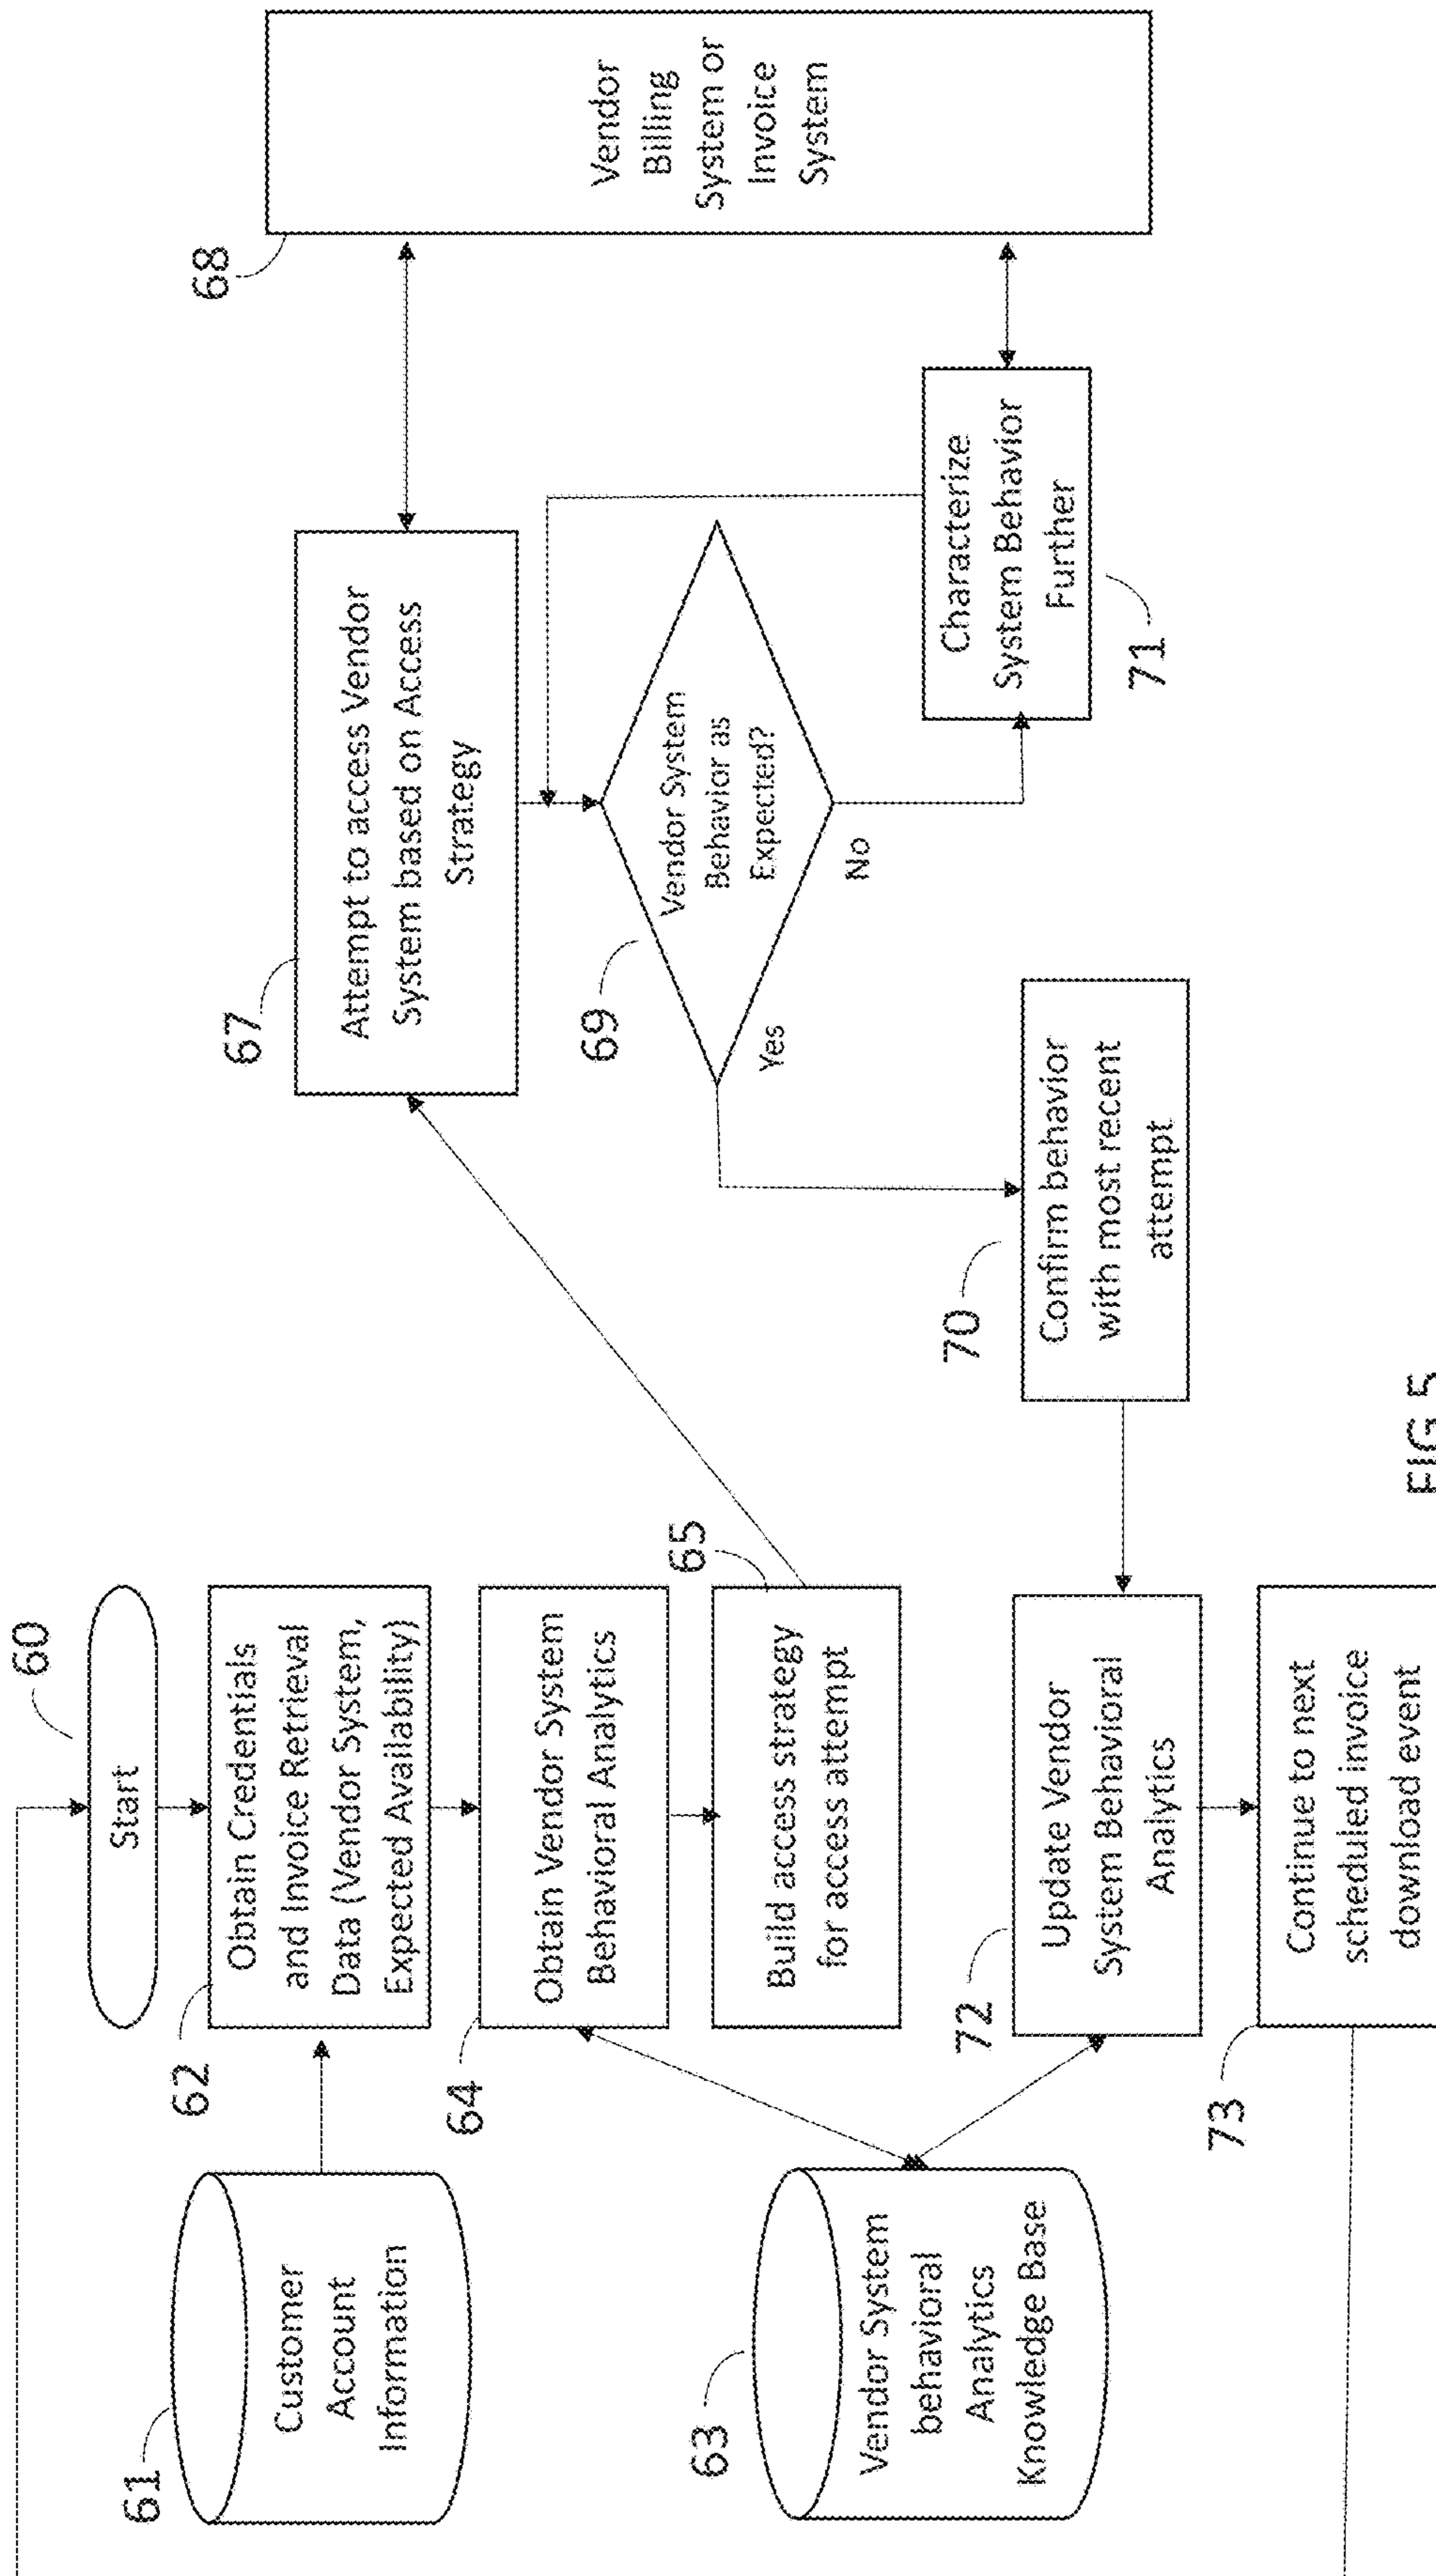 60
Start
61
Customer
Account
Information
62
Obtain Credentials
and Invoice Retrieval
Data (Vendor System,
Expected Availability)
64
Obtain Vendor System
Behavioral Analytics
65
Build access strategy
for access attempt
63
Vendor System
behavioral
Analytics
Knowledge Base
72
Update Vendor
System Behavioral
Analytics
73
Continue to next
scheduled invoice
download event
67
Attempt to access Vendor
System based on Access
Strategy
68
Vendor
Billing
System or
Invoice
System
69
Vendor System
Behavior as
Expected?
Yes
No
70
Confirm behavior
with most recent
attempt
71
Characterize
System Behavior
Further
FIG 5